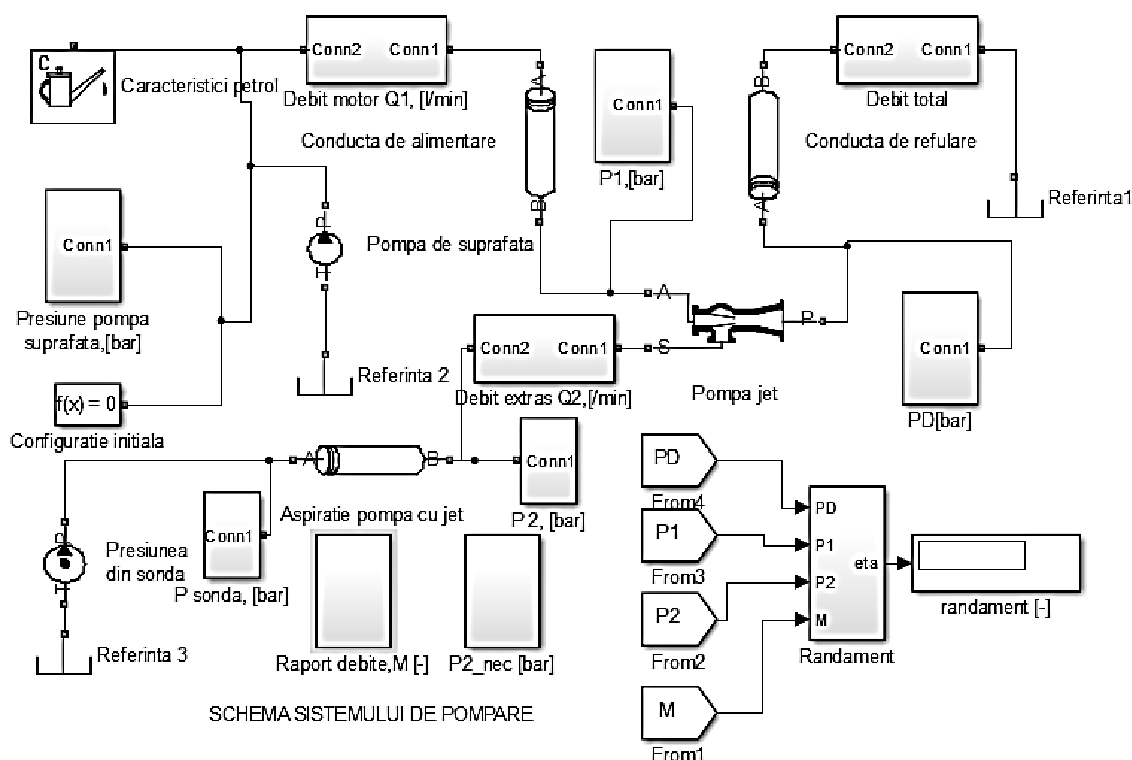 Conn2 Conn1
Debit motor Q1, [l/min]
Caracteristici petrol
Conducta de alimentare
A
B
Conn1
P1,[bar]
Conn2 Conn1
Debit total
B
A
Conducta de refulare
Referinta1
Conn1
Presiune pompa
suprafata,[bar]
Pompa de suprafata
P
T
Referinta 2
f(x) = 0
Configuratie initiala
Conn2 Conn1
Debit extras Q2,[/min]
A
S
P
Pompa jet
Conn1
PD[bar]
A
B
Aspiratie pompa cu jet
Conn1
P2, [bar]
Conn1
P sonda, [bar]
P
T
Presiunea
din sonda
Referinta 3
Raport debite,M [-]
P2_nec [bar]
PD
From4
P1
From3
P2
From2
M
From1
PD
P1
P2
M
eta
Randament
randament [-]
SCHEMA SISTEMULUI DE POMPARE